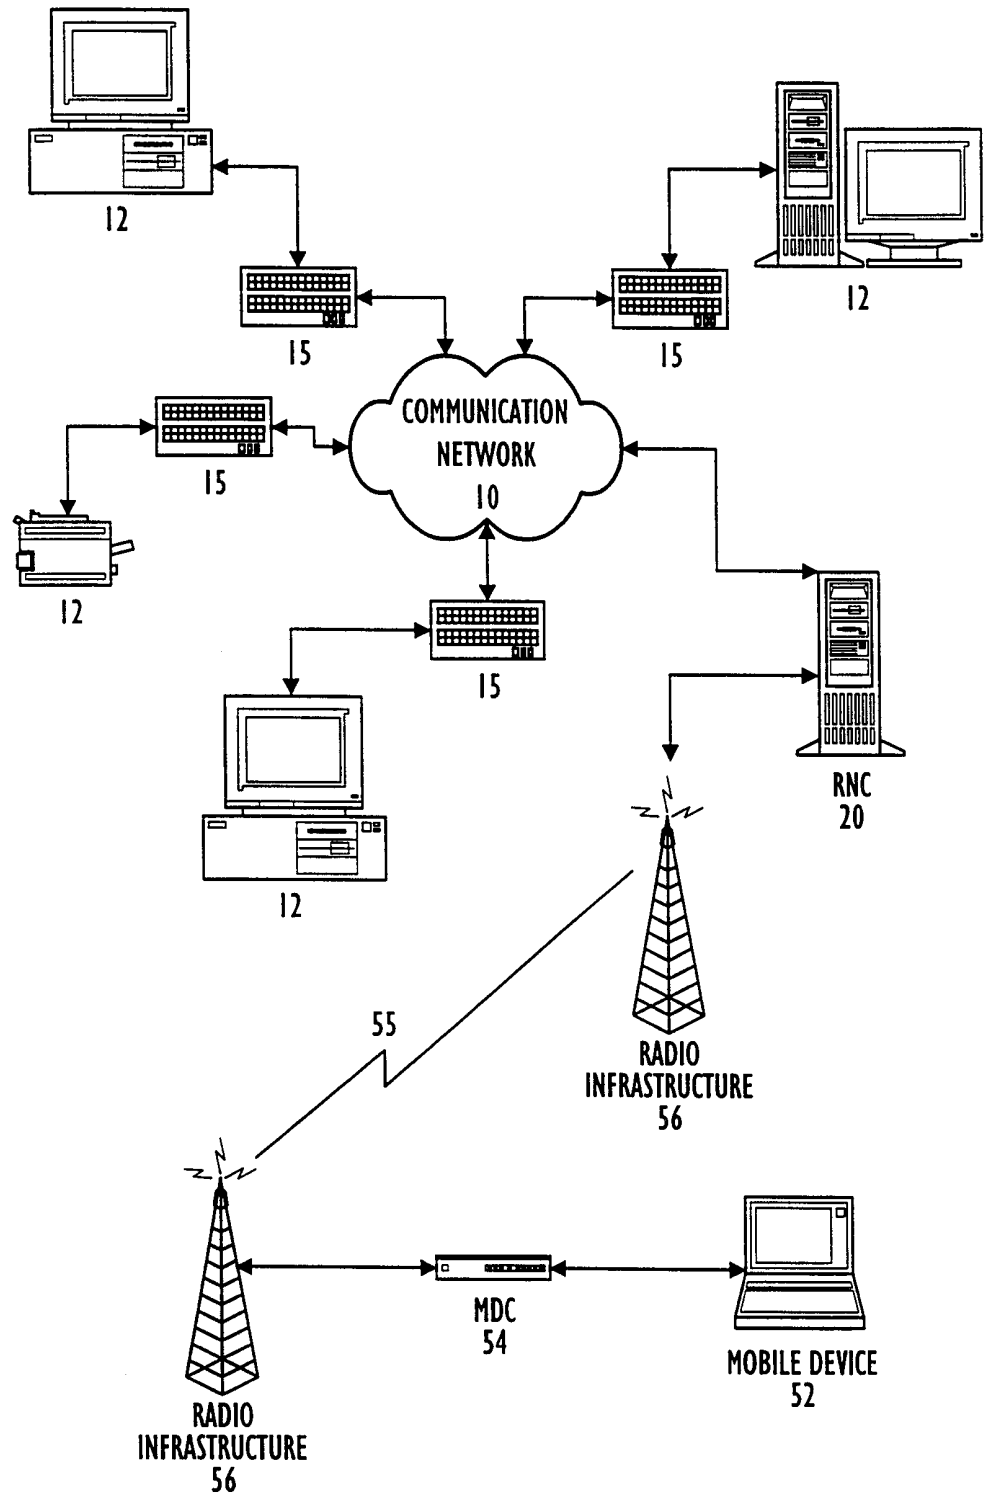 12
12
15
15
COMMUNICATION
NETWORK
10
15
12
15
RNC
20
12
55
RADIO
INFRASTRUCTURE
56
MDC
54
MOBILE DEVICE
52
RADIO
INFRASTRUCTURE
56